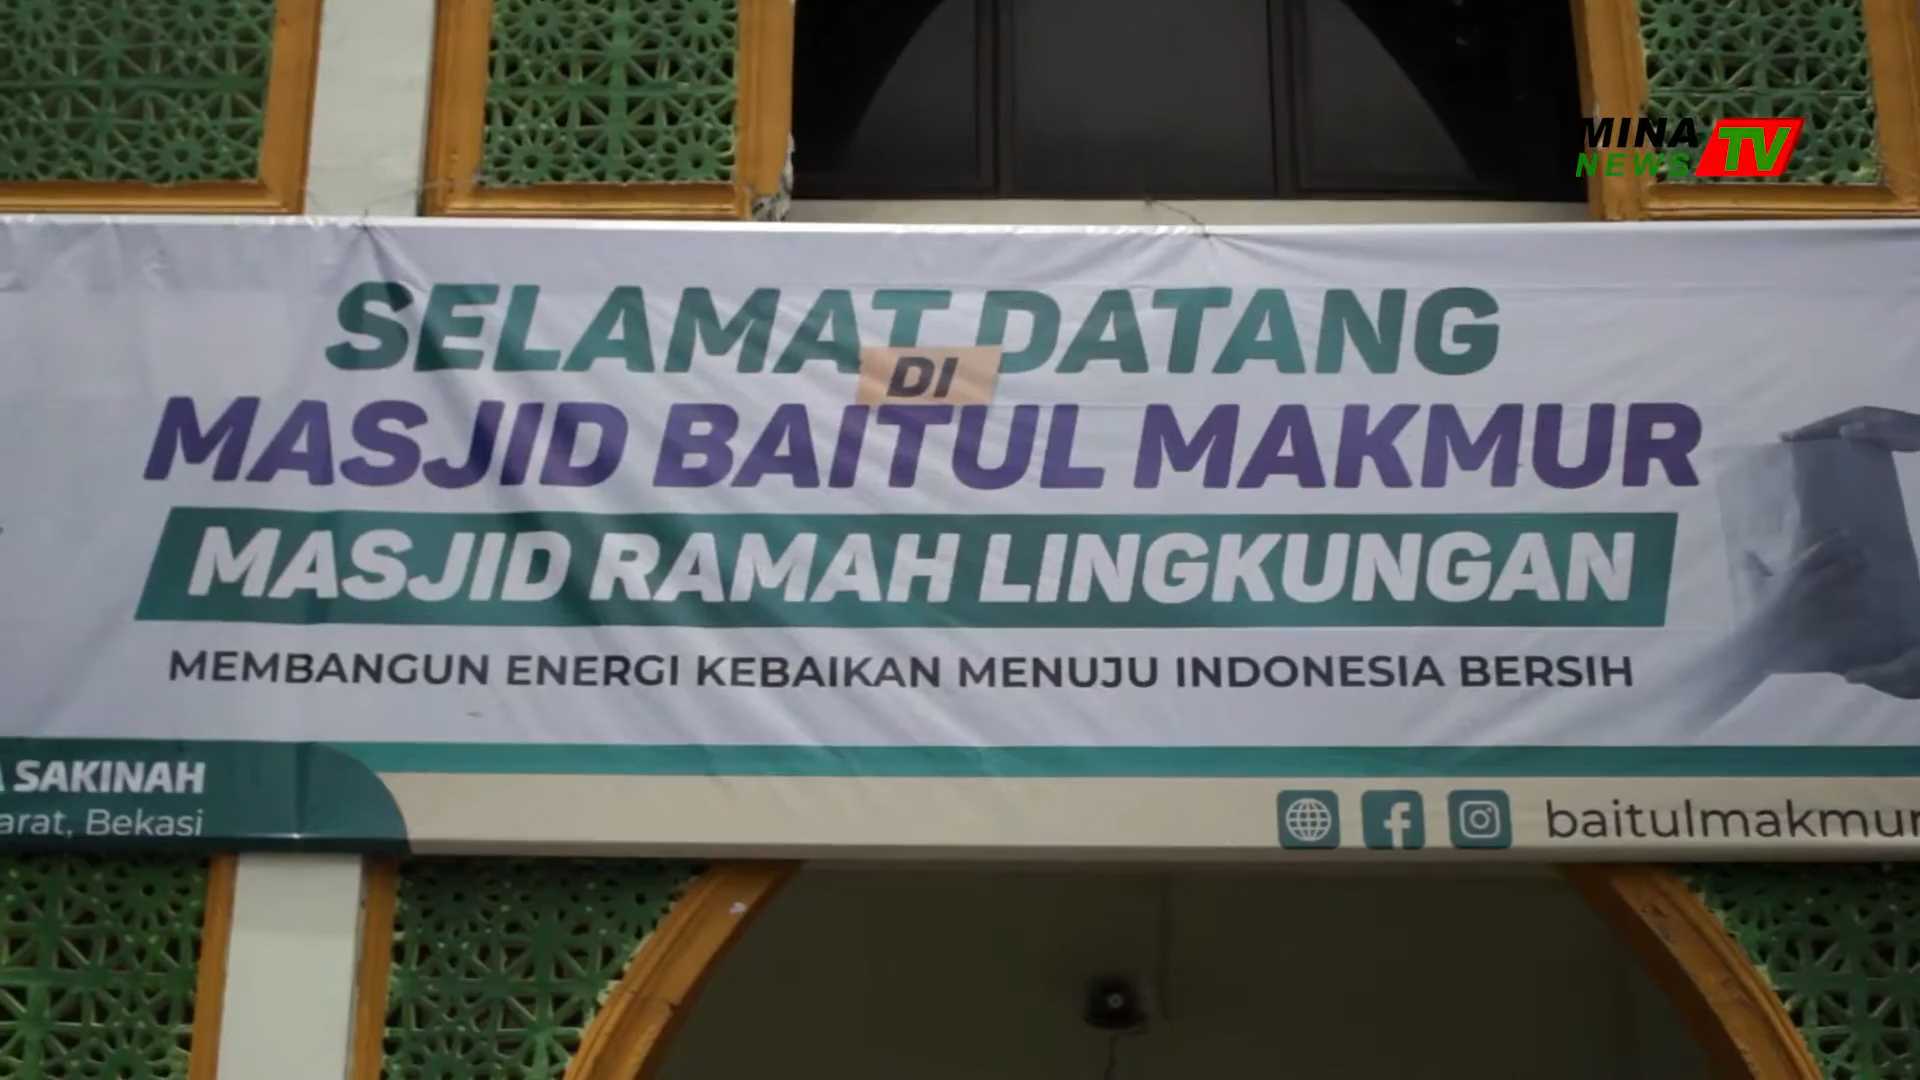 MINA
NEWS TV
SELAMAT DATANG
DI
MASJID BAITUL MAKMUR
MASJID RAMAH LINGKUNGAN
MEMBANGUN ENERGI KEBAIKAN MENUJU INDONESIA BERSIH
SAKINAH
Bekasi
baitulmakmur